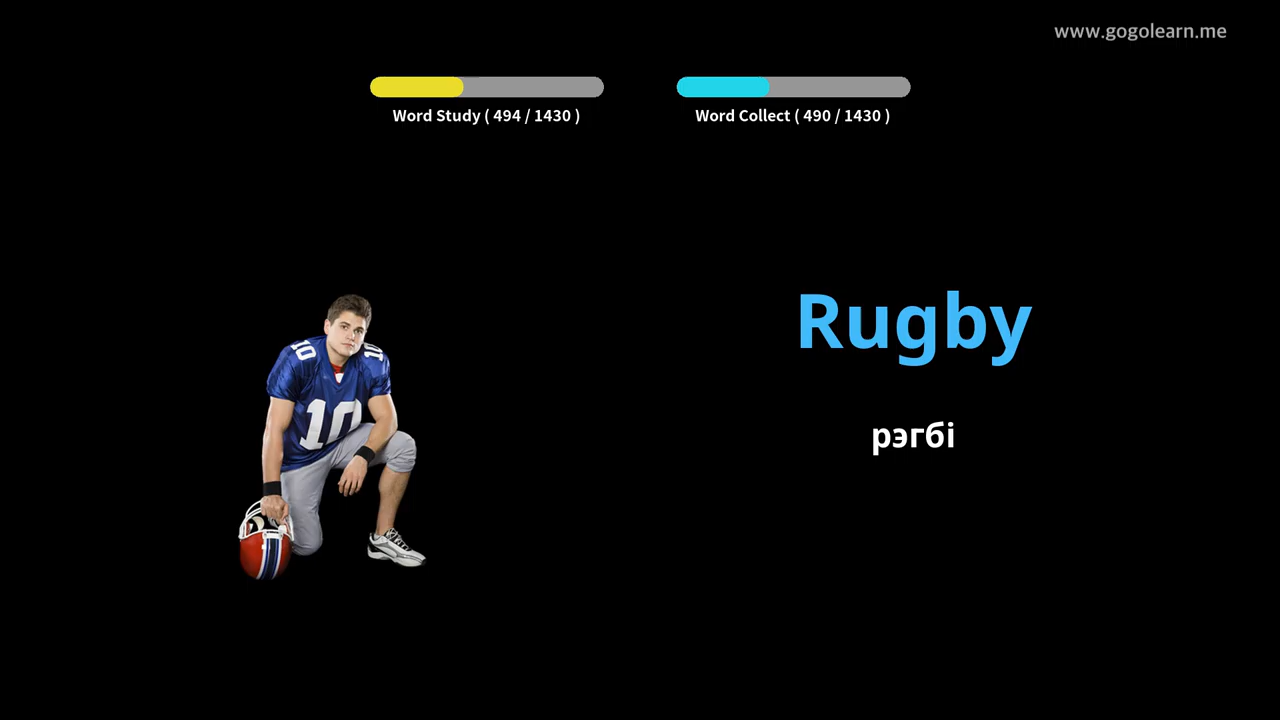 www.gogolearn.me
Word Study ( 494 / 1430 )
Word Collect ( 490 / 1430 )
10
10
10
Rugby
рэгбі